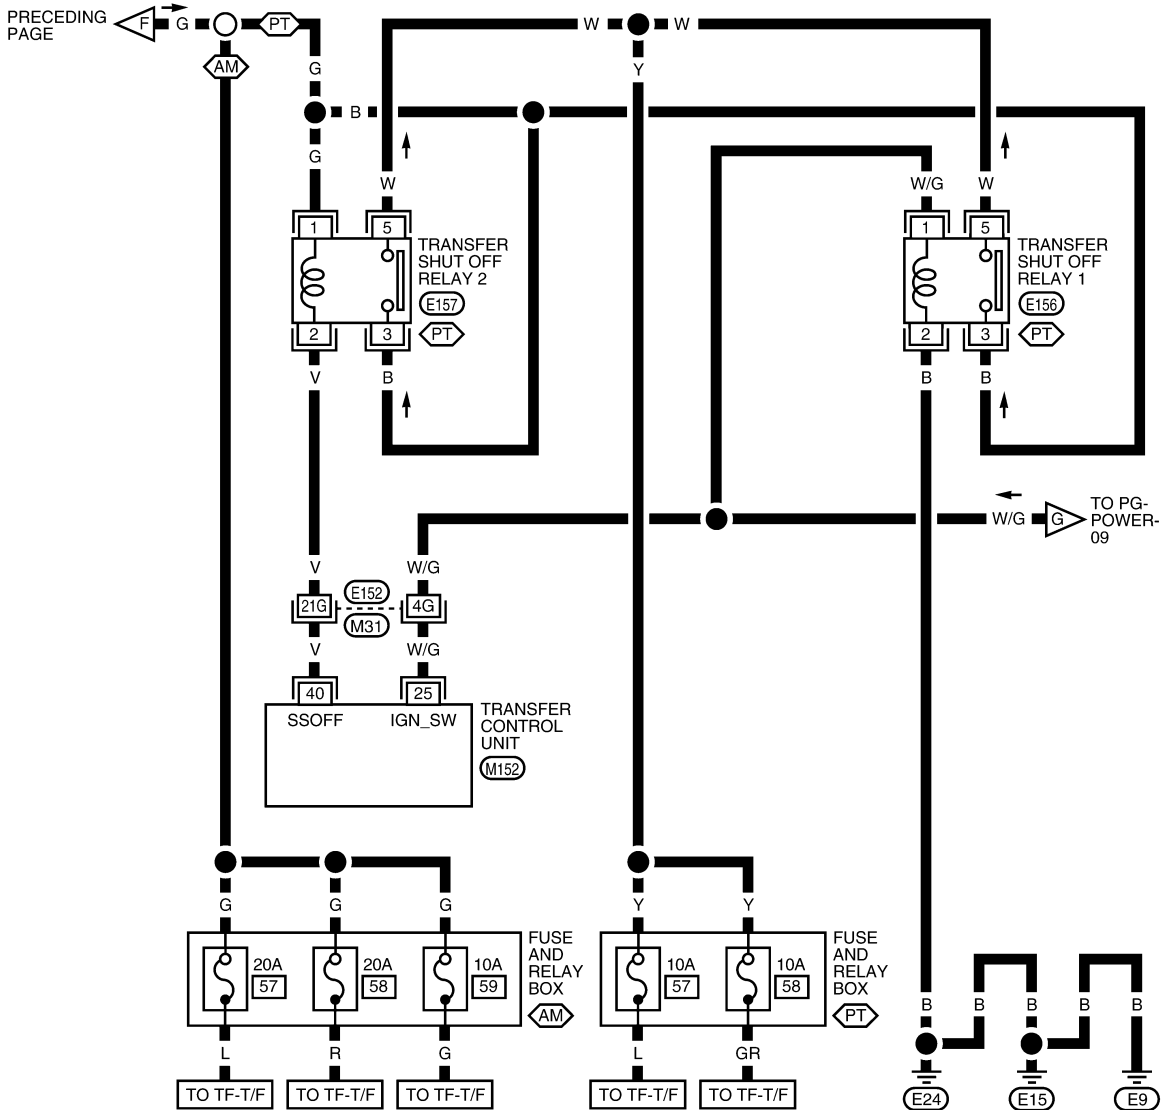 PRECEDING
PAGE
F
G
PT
W
W
AM
G
Y
B
G
W
W/G
W
1
5
TRANSFER
SHUT OFF
RELAY 2
E157
PT
2
3
V
B
1
5
TRANSFER
SHUT OFF
RELAY 1
E156
PT
2
3
B
B
W/G
G
TO PG-
POWER-
09
V
W/G
21G
E152
M31
4G
V
W/G
40
25
SSOFF
IGN_SW
TRANSFER
CONTROL
UNIT
M152
G
G
G
Y
Y
20A
57
20A
58
10A
59
FUSE
AND
RELAY
BOX
AM
10A
57
10A
58
FUSE
AND
RELAY
BOX
PT
B
B
B
B
B
L
R
G
L
GR
TO TF-T/F
TO TF-T/F
TO TF-T/F
TO TF-T/F
TO TF-T/F
E24
E15
E9